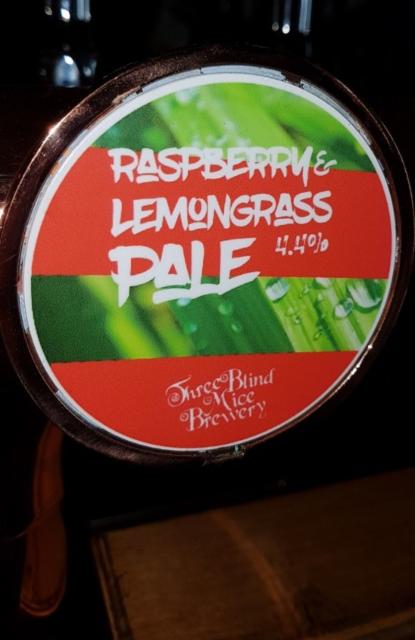 RASPBERRY &
LEMONGRASS
PALE 4.4%
Three Blind
Mice
Brewery